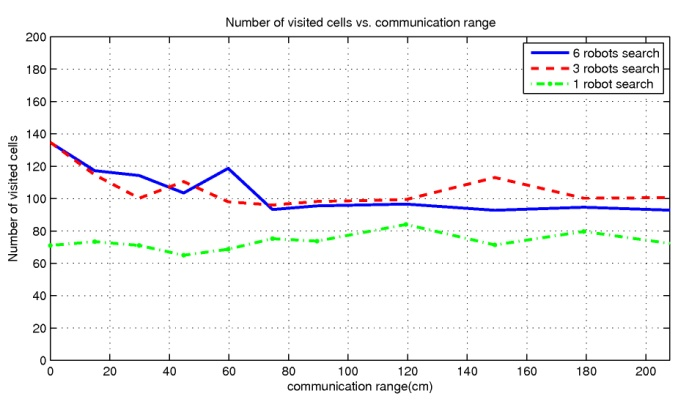 Number of visited cells vs. communication range
200
180
160
140
120
100
80
60
40
20
0
Number of visited cells
6 robots search
3 robots search
1 robot search
0 20 40 60 80 100 120 140 160 180 200
communication range(cm)